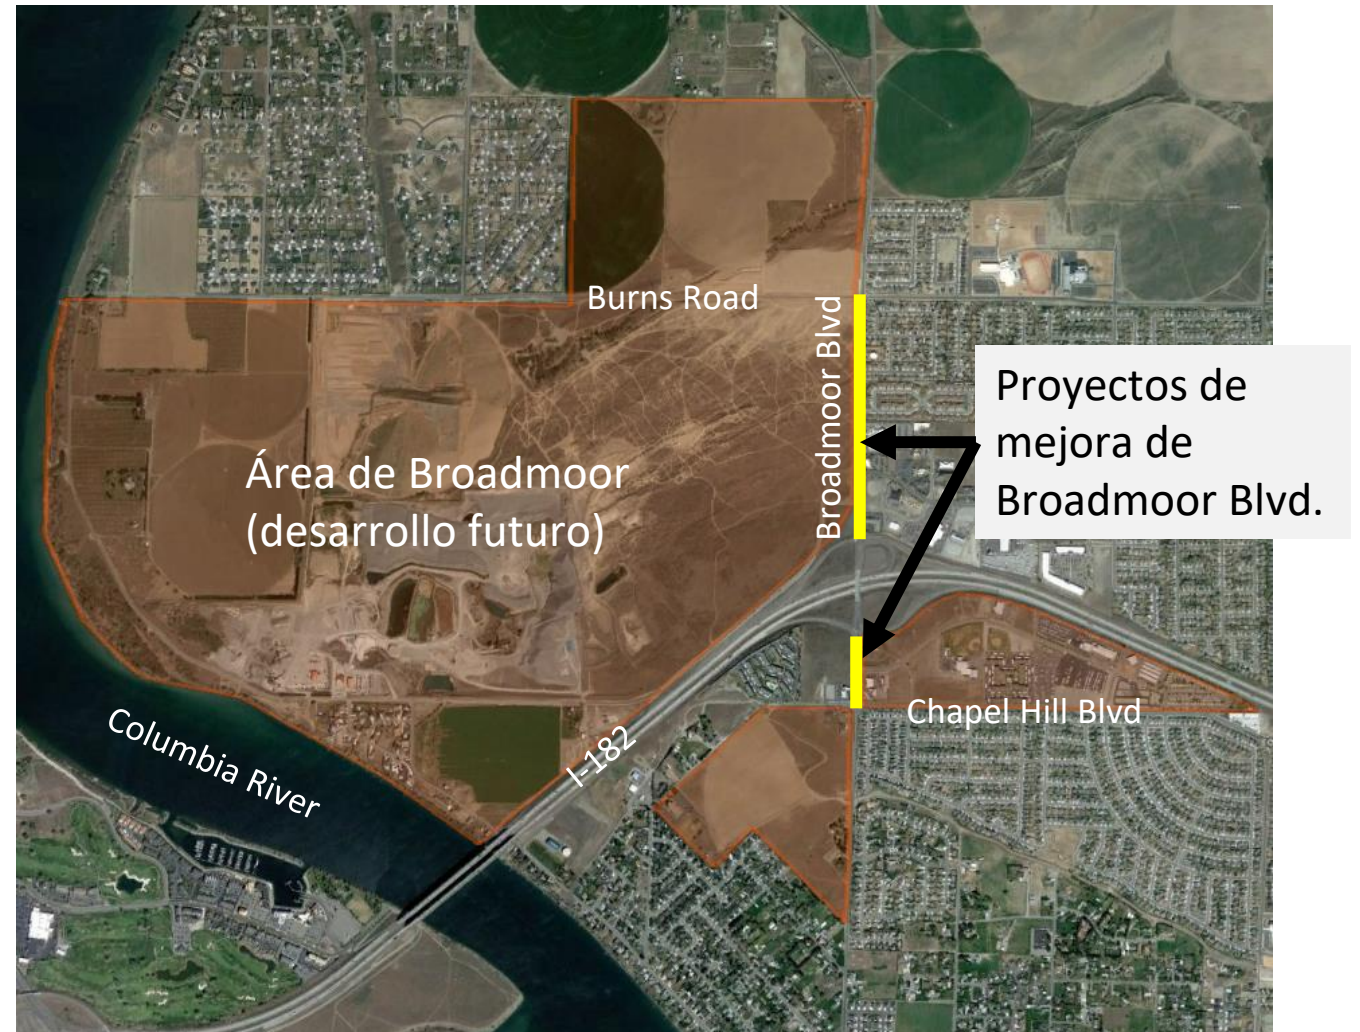 Burns Road
Broadmoor Blvd
Proyectos de
mejora de
Broadmoor Blvd.
Área de Broadmoor
(desarrollo futuro)
Chapel Hill Blvd
I-182
Columbia River